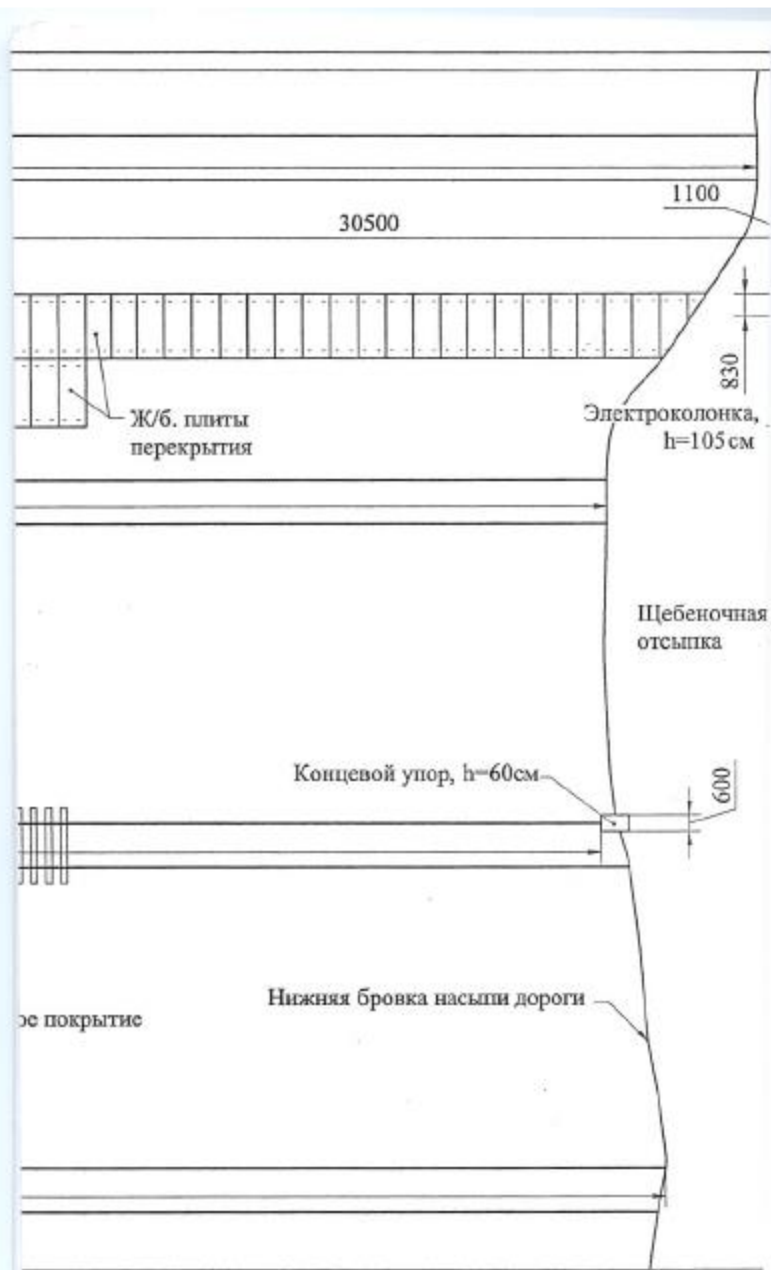 1100
30500
830
Ж/б. плиты
перекрытия
Электроколонка,
h=105см
Щебеночная
отсыпка
Концевой упор, h=60см
600
Нижняя бровка насыпи дороги
ое покрытие